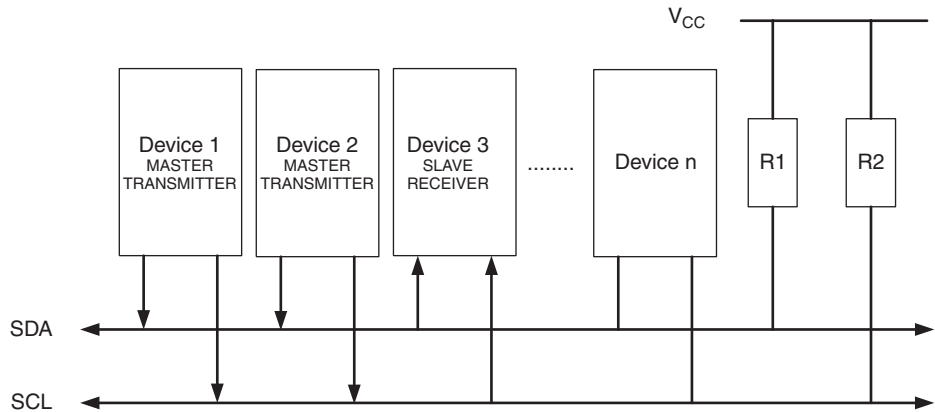 V_CC
Device 1
MASTER
TRANSMITTER
Device 2
MASTER
TRANSMITTER
Device 3
SLAVE
RECEIVER
........
Device n
R1
R2
SDA
SCL